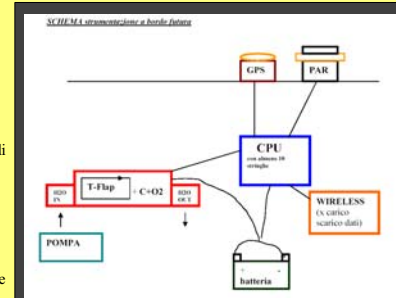 SCHEMA strumentazione a bordo futura
GPS
PAR
di
CPU
con almeno 10
stringhe
T-Flap
+ C+O2
H2O
IN
H2O
OUT
WIRELESS
(x carico
scarico dati)
POMPA
- -
batteria
e